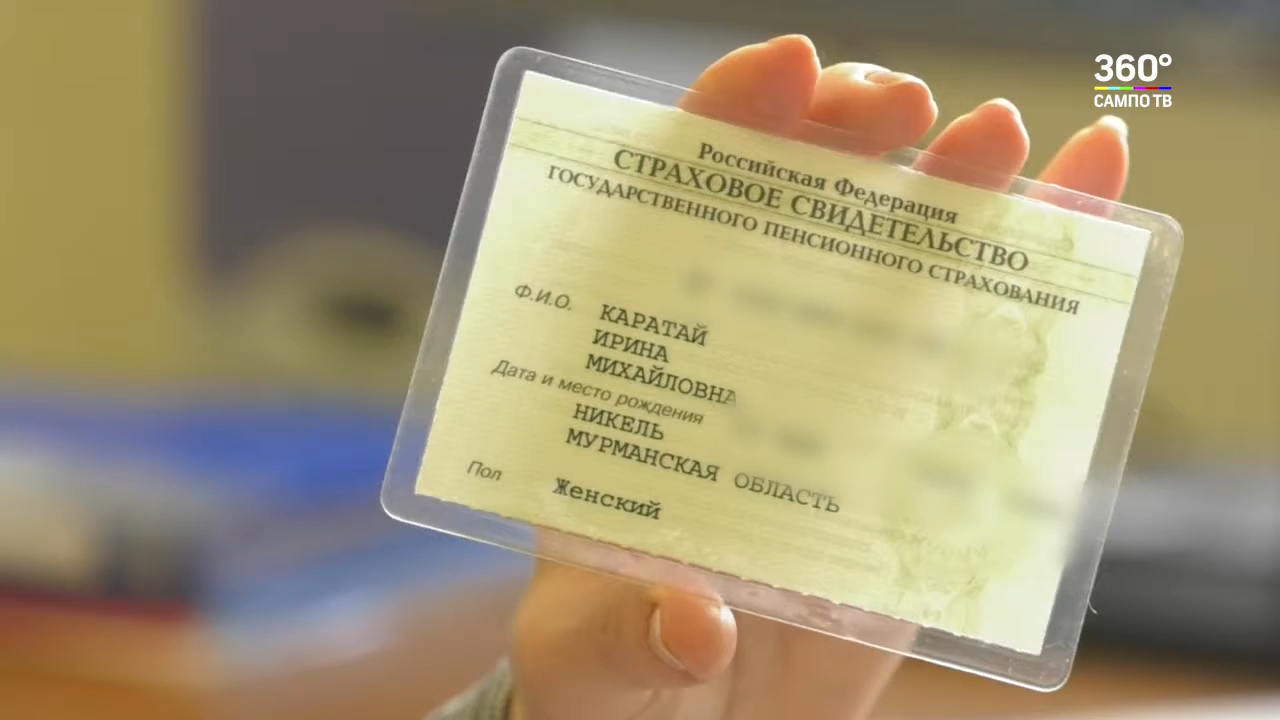 360°
САМПО ТВ
Российская Федерация
СТРАХОВОЕ СВИДЕТЕЛЬСТВО
ГОСУДАРСТВЕННОГО ПЕНСИОННОГО СТРАХОВАНИЯ
Ф.И.О. КАРАТАЙ
ИРИНА
МИХАЙЛОВНА
Дата и место рождения
НИКЕЛЬ
МУРМАНСКАЯ ОБЛАСТЬ
Пол Женский